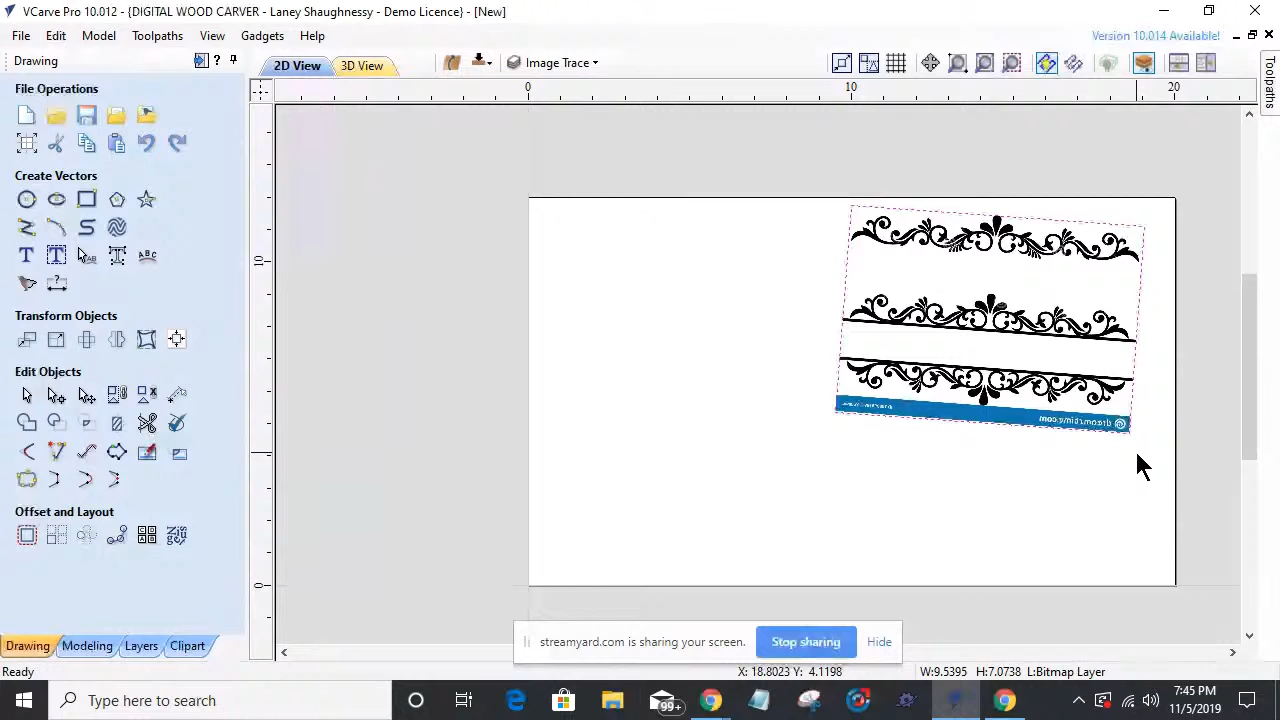 VCarve Pro 10.012 - {DIGITAL WOOD CARVER - Laney Shaughnessy - Demo Licence} - [New]
File Edit Model Toolpaths View Gadgets Help
Version 10.014 Available!
Drawing
2D View
3D View
Image Trace
Toolpaths
File Operations
0
10
20
Create Vectors
10
Transform Objects
Edit Objects
Offset and Layout
0
Drawing
Modeling
Layers
Clipart
streamyard.com is sharing your screen.
Stop sharing
Hide
Ready
X: 18.8023 Y: 4.1198
W:9.5395 H:7.0738 L:Bitmap Layer
Type here to search
99+
7:45 PM
11/5/2019